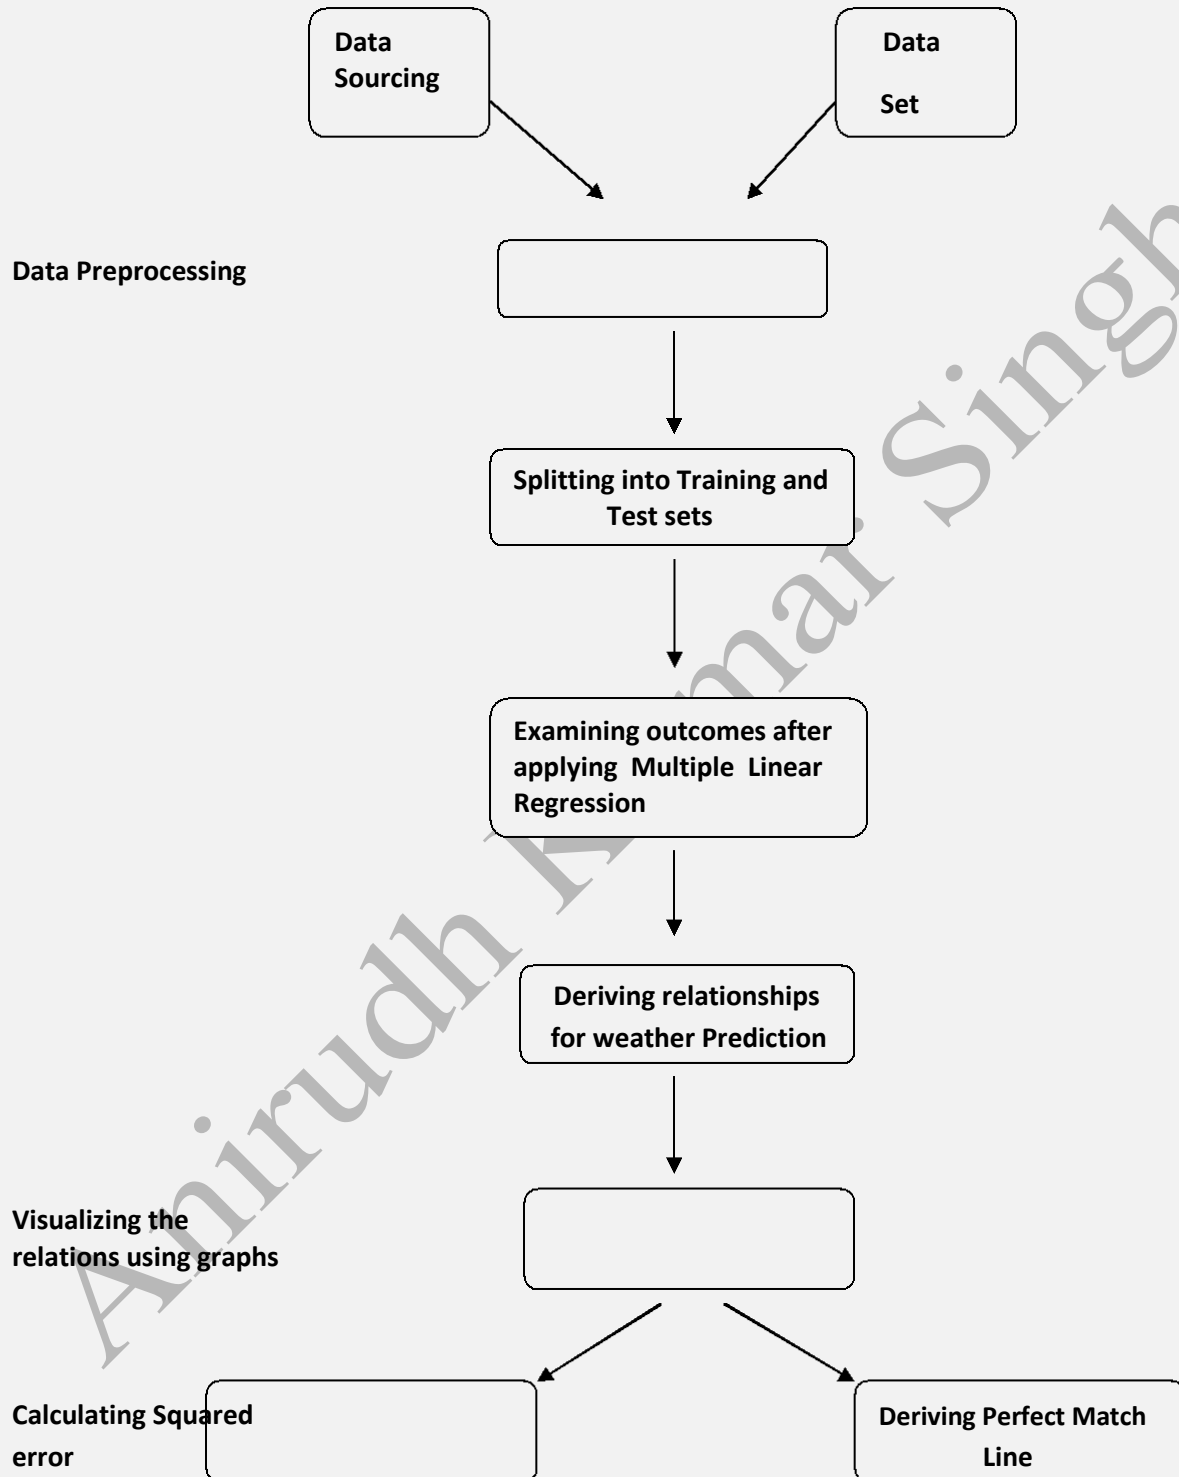 Data
Sourcing
Data
Set
Data Preprocessing
Splitting into Training and
Test sets
Examining outcomes after
applying Multiple Linear
Regression
Deriving relationships
for weather Prediction
Visualizing the
relations using graphs
Calculating Squared
error
Deriving Perfect Match
Line
Anirudh Kumar Singh